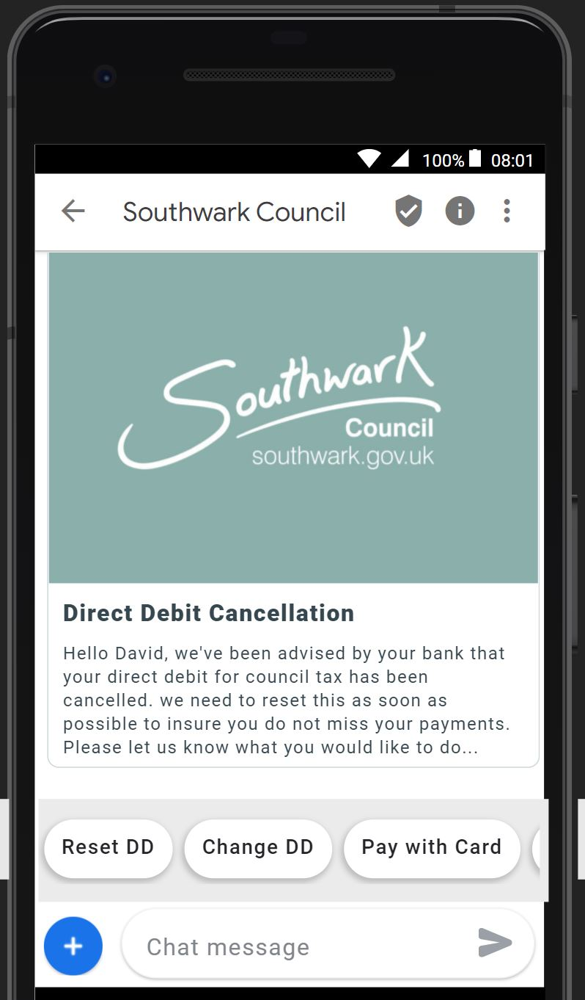 100% 08:01
Southwark Council
Southwark
Council
southwark.gov.uk
Direct Debit Cancellation
Hello David, we've been advised by your bank that
your direct debit for council tax has been
cancelled. we need to reset this as soon as
possible to insure you do not miss your payments.
Please let us know what you would like to do...
Reset DD Change DD Pay with Card
Chat message